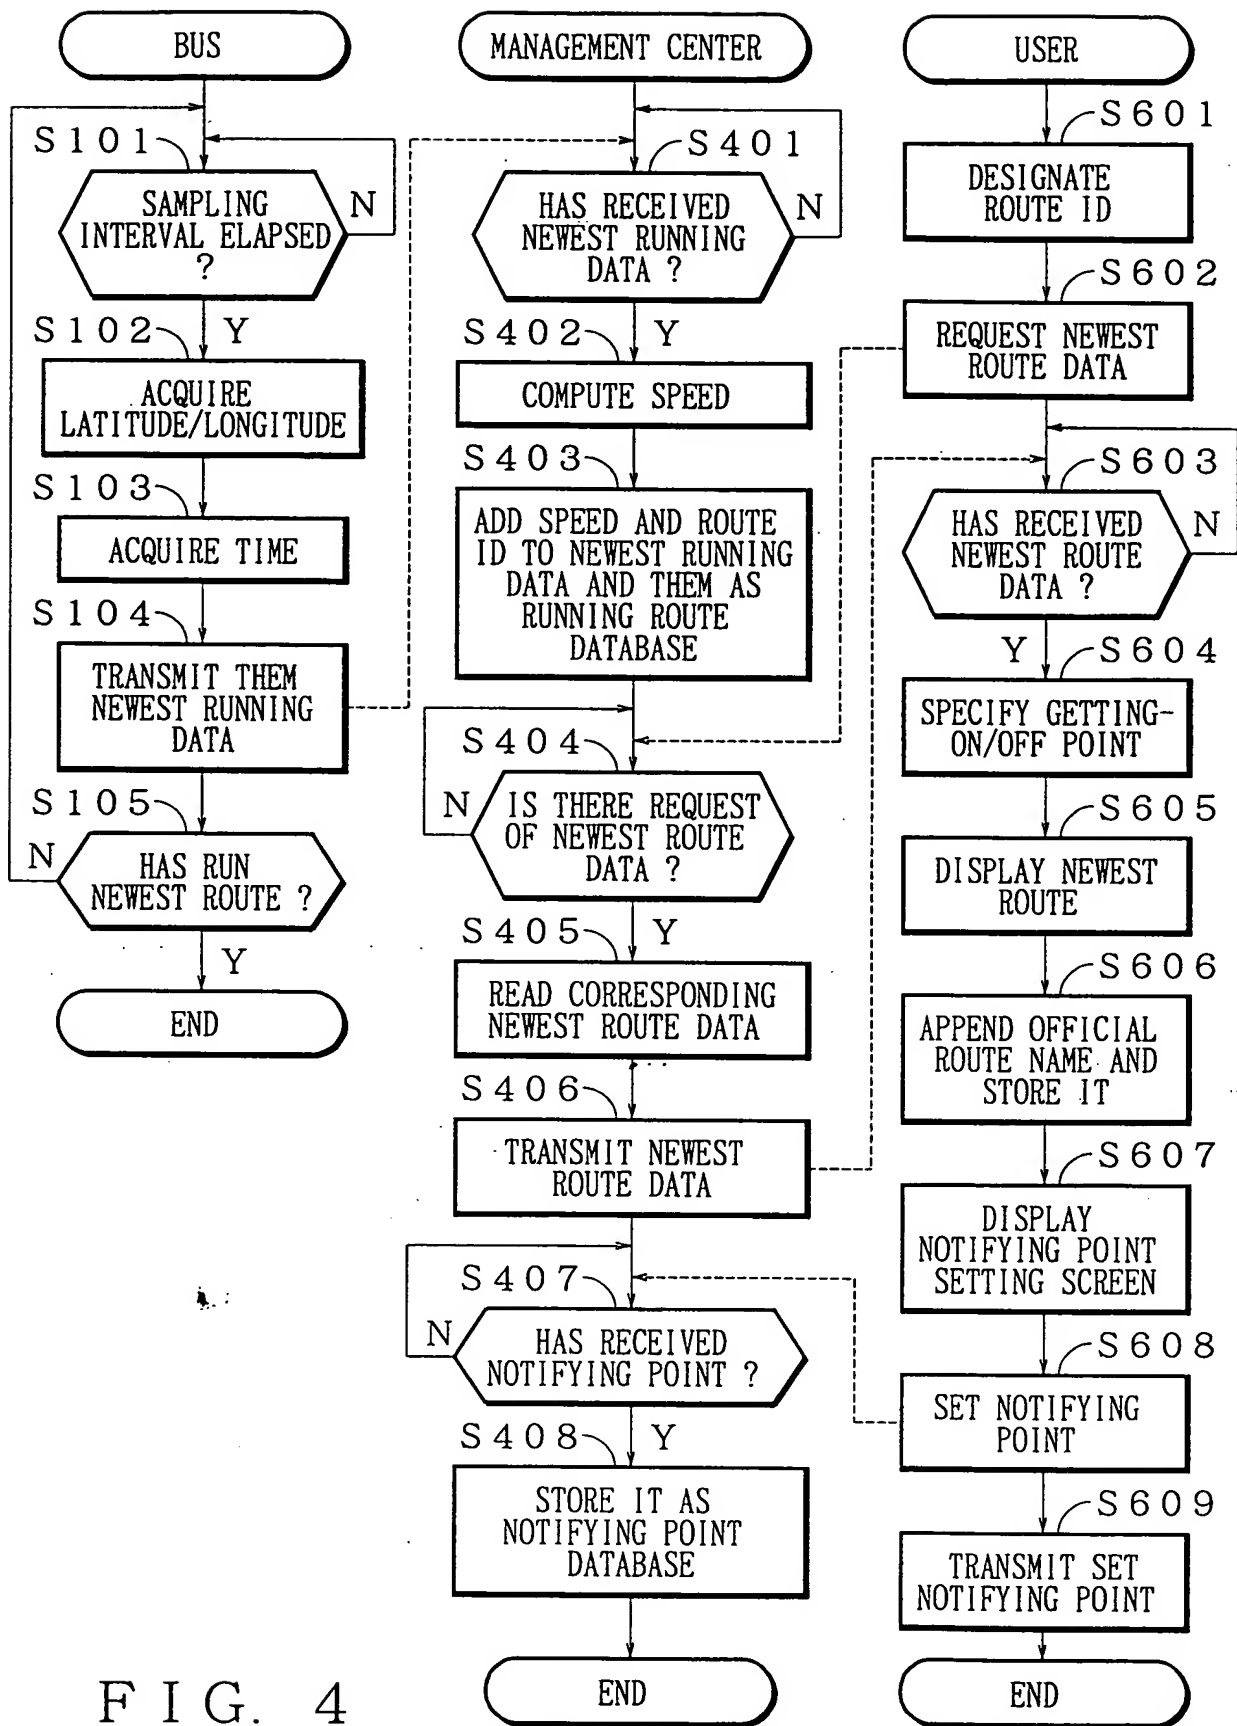 BUS
S101
SAMPLING
INTERVAL ELAPSED
?
N
Y
S102
ACQUIRE
LATITUDE/LONGITUDE
S103
ACQUIRE TIME
S104
TRANSMIT THEM
NEWEST RUNNING
DATA
S105
N
HAS RUN
NEWEST ROUTE ?
Y
END
MANAGEMENT CENTER
S401
HAS RECEIVED
NEWEST RUNNING
DATA ?
N
S402
Y
COMPUTE SPEED
S403
ADD SPEED AND ROUTE
ID TO NEWEST RUNNING
DATA AND THEM AS
RUNNING ROUTE
DATABASE
S404
N
IS THERE REQUEST
OF NEWEST ROUTE
DATA ?
S405
Y
READ CORRESPONDING
NEWEST ROUTE DATA
S406
TRANSMIT NEWEST
ROUTE DATA
S407
N
HAS RECEIVED
NOTIFYING POINT ?
S408
Y
STORE IT AS
NOTIFYING POINT
DATABASE
END
USER
S601
DESIGNATE
ROUTE ID
S602
REQUEST NEWEST
ROUTE DATA
S603
HAS RECEIVED
NEWEST ROUTE
DATA ?
N
Y
S604
SPECIFY GETTING-
ON/OFF POINT
S605
DISPLAY NEWEST
ROUTE
S606
APPEND OFFICIAL
ROUTE NAME AND
STORE IT
S607
DISPLAY
NOTIFYING POINT
SETTING SCREEN
S608
SET NOTIFYING
POINT
S609
TRANSMIT SET
NOTIFYING POINT
END
FIG. 4